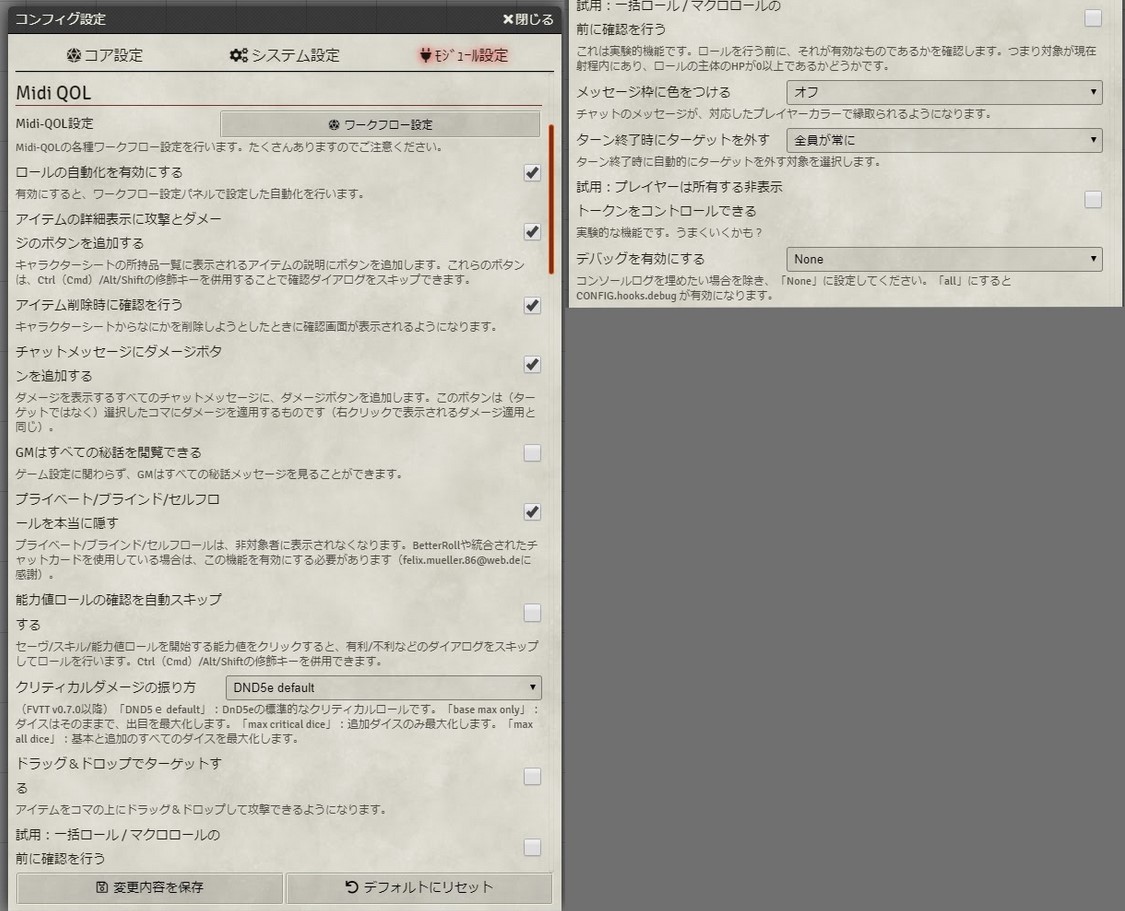 コンフィグ設定
✖閉じる
コア設定
システム設定
ﾓｼﾞｭｰﾙ設定
Midi QOL
Midi-QOL設定
ワークフロー設定
Midi-QOLの各種ワークフロー設定を行います。たくさんありますのでご注意ください。
ロールの自動化を有効にする
有効にすると、ワークフロー設定パネルで設定した自動化を行います。
アイテムの詳細表示に攻撃とダメー
ジのボタンを追加する
キャラクターシートの所持品一覧に表示されるアイテムの説明にボタンを追加します。これらのボタン
は、Ctrl（Cmd）/Alt/Shiftの修飾キーを併用することで確認ダイアログをスキップできます。
アイテム削除時に確認を行う
キャラクターシートからなにかを削除しようとしたときに確認画面が表示されるようになります。
チャットメッセージにダメージボタ
ンを追加する
ダメージを表示するすべてのチャットメッセージに、ダメージボタンを追加します。このボタンは（ター
ゲットではなく）選択したコマにダメージを適用するものです（右クリックで表示されるダメージ適用と
同じ）。
GMはすべての秘話を閲覧できる
ゲーム設定に関わらず、GMはすべての秘話メッセージを見ることができます。
プライベート/ブラインド/セルフロ
ールを本当に隠す
プライベート/ブラインド/セルフロールは、非対象者に表示されなくなります。BetterRollや統合されたチ
ャットカードを使用している場合は、この機能を有効にする必要があります（felix.mueller.86@web.deに
感謝）。
能力値ロールの確認を自動スキップ
する
セーヴ/スキル/能力値ロールを開始する能力値をクリックすると、有利/不利などのダイアログをスキップ
してロールを行います。Ctrl（Cmd）/Alt/Shiftの修飾キーを併用できます。
クリティカルダメージの振り方
DND5e default
（FVTT v0.7.0以降）「DND5 e default」：DnD5eの標準的なクリティカルロールです。「base max only」：
ダイスはそのままで、出目を最大化します。「max critical dice」：追加ダイスのみ最大化します。「max
all dice」：基本と追加のすべてのダイスを最大化します。
ドラッグ＆ドロップでターゲットす
る
アイテムをコマの上にドラッグ＆ドロップして攻撃できるようになります。
試用：一括ロール / マクロロールの
前に確認を行う
変更内容を保存
デフォルトにリセット
試用：一括ロール / マクロロールの
前に確認を行う
これは実験的機能です。ロールを行う前に、それが有効なものであるかを確認します。つまり対象が現在
射程内にあり、ロールの主体のHPが0以上であるかどうかです。
メッセージ枠に色をつける
オフ
チャットのメッセージが、対応したプレイヤーカラーで縁取られるようになります。
ターン終了時にターゲットを外す
全員が常に
ターン終了時に自動的にターゲットを外す対象を選択します。
試用：プレイヤーは所有する非表示
トークンをコントロールできる
実験的な機能です。うまくいくかも？
デバッグを有効にする
None
コンソールログを埋めたい場合を除き、「None」に設定してください。「all」にすると
CONFIG.hooks.debug が有効になります。